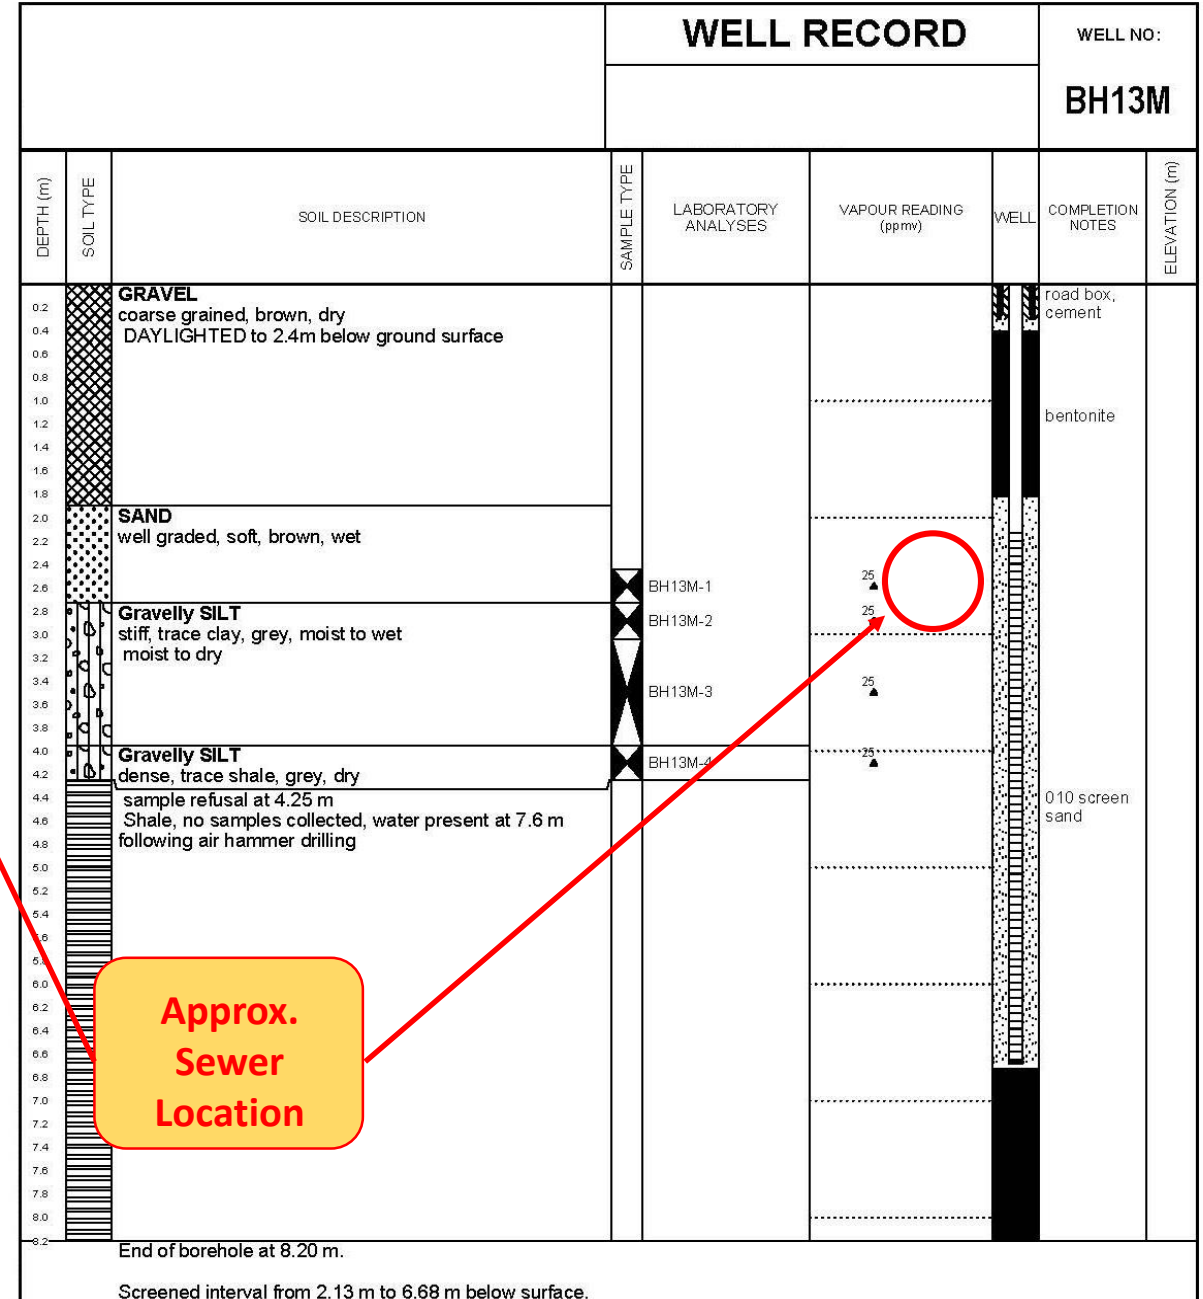 WELL RECORD
WELL NO:
BH13M
DEPTH (m)
SOIL TYPE
SOIL DESCRIPTION
SAMPLE TYPE
LABORATORY
ANALYSES
VAPOUR READING
(ppmv)
WELL
COMPLETION
NOTES
ELEVATION (m)
GRAVEL
coarse grained, brown, dry
DAYLIGHTED to 2.4m below ground surface
road box,
cement
bentonite
SAND
well graded, soft, brown, wet
BH13M-1
25
Gravelly SILT
stiff, trace clay, grey, moist to wet
moist to dry
BH13M-2
25
BH13M-3
25
Gravelly SILT
dense, trace shale, grey, dry
BH13M-4
25
sample refusal at 4.25 m
Shale, no samples collected, water present at 7.6 m
following air hammer drilling
010 screen
sand
0.2
0.4
0.6
0.8
1.0
1.2
1.4
1.6
1.8
2.0
2.2
2.4
2.6
2.8
3.0
3.2
3.4
3.6
3.8
4.0
4.2
4.4
4.6
4.8
5.0
5.2
5.4
6.0
6.2
6.4
6.6
6.8
7.0
7.2
7.4
7.6
7.8
8.0
8.2
Approx.
Sewer
Location
End of borehole at 8.20 m.
Screened interval from 2.13 m to 6.68 m below surface.